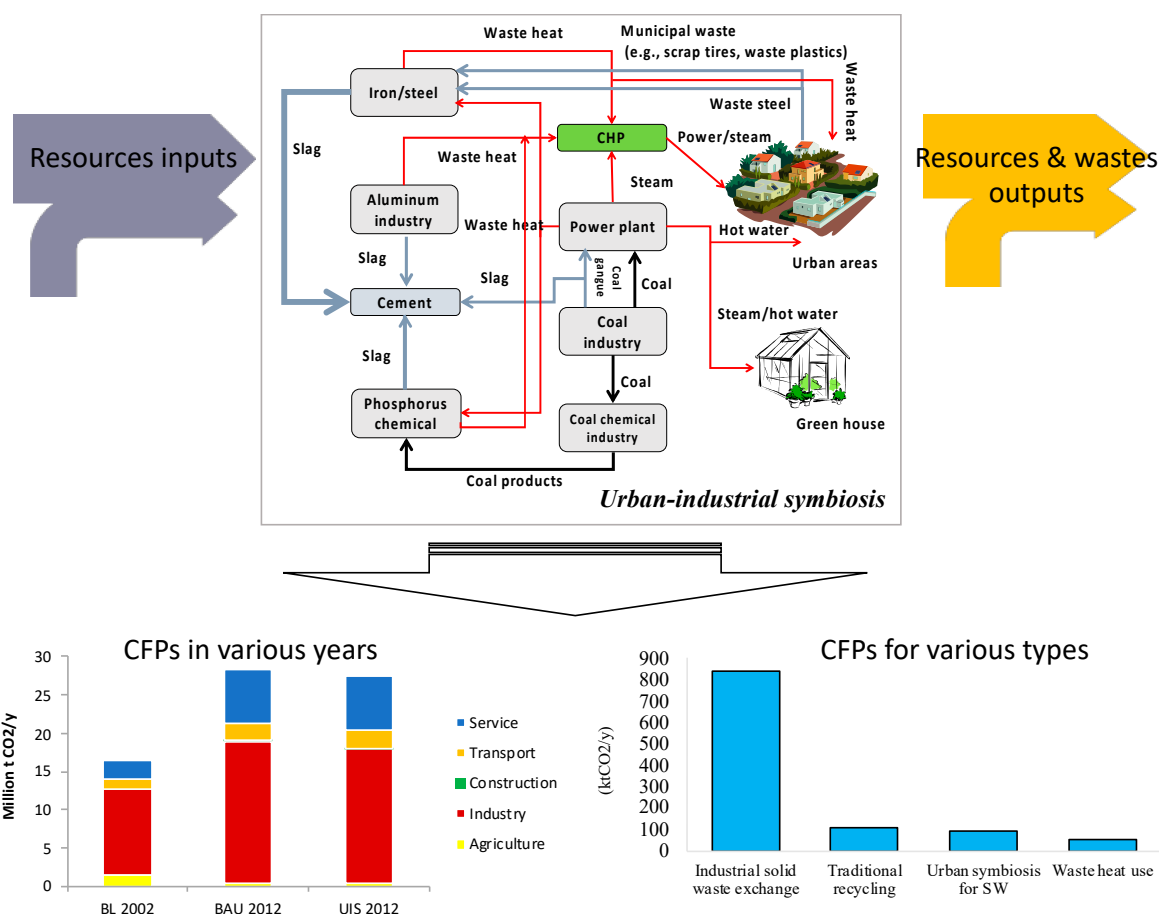 Resources inputs
Waste heat
Municipal waste
(e.g., scrap tires, waste plastics)
Iron/steel
Waste steel
Waste heat
Slag
CHP
Power/steam
Waste heat
Steam
Aluminum
industry
Waste heat
Power plant
Hot water
Urban areas
Slag
Slag
Coal
gangue
Coal
Cement
Coal
industry
Steam/hot water
Slag
Coal
Phosphorus
chemical
Coal chemical
industry
Green house
Coal products
Urban-industrial symbiosis
Resources & wastes
outputs
CFPs in various years
Million t CO2/y
30
25
20
15
10
5
0
BL 2002
BAU 2012
UIS 2012
Service
Transport
Construction
Industry
Agriculture
CFPs for various types
(ktCO2/y)
900
800
700
600
500
400
300
200
100
0
Industrial solid
waste exchange
Traditional
recycling
Urban symbiosis
for SW
Waste heat use